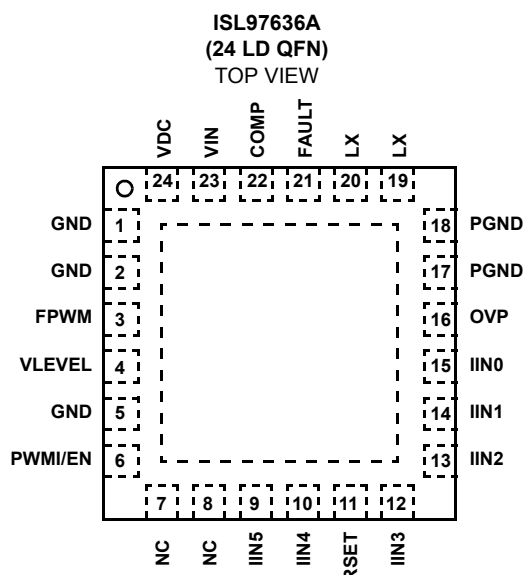 ISL97636A
(24 LD QFN)
TOP VIEW
VDC
VIN
COMP
FAULT
LX
LX
24
23
22
21
20
19
GND 1
GND 2
FPWM 3
VLEVEL 4
GND 5
PWMI/EN 6
18 PGND
17 PGND
16 OVP
15 IIN0
14 IIN1
13 IIN2
7
8
9
10
11
12
NC
NC
IIN5
IIN4
RSET
IIN3